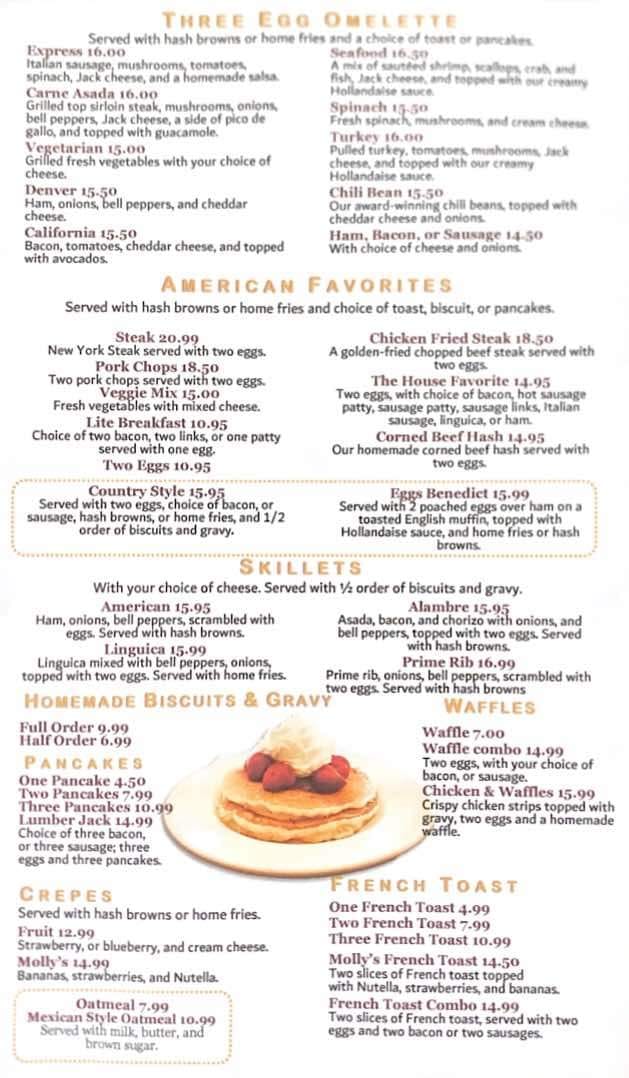 THREE EGG OMELETTE
Served with hash browns or home fries and a choice of toast or pancakes.
Express 16.00
Italian sausage, mushrooms, tomatoes,
spinach, Jack cheese, and a homemade salsa.
Carne Asada 16.00
Grilled top sirloin steak, mushrooms, onions,
bell peppers, Jack cheese, a side of pico de
gallo, and topped with guacamole.
Vegetarian 15.00
Grilled fresh vegetables with your choice of
cheese.
Denver 15.50
Ham, onions, bell peppers, and cheddar
cheese.
California 15.50
Bacon, tomatoes, cheddar cheese, and topped
with avocados.
Seafood 16.50
A mix of sautéed shrimp, scallops, crab, and
fish, Jack cheese, and topped with our creamy
Hollandaise sauce.
Spinach 15.50
Fresh spinach, mushrooms, and cream cheese.
Turkey 16.00
Pulled turkey, tomatoes, mushrooms, Jack
cheese, and topped with our creamy
Hollandaise sauce.
Chili Bean 15.50
Our award-winning chili beans, topped with
cheddar cheese and onions.
Ham, Bacon, or Sausage 14.50
With choice of cheese and onions.
AMERICAN FAVORITES
Served with hash browns or home fries and choice of toast, biscuit, or pancakes.
Steak 20.99
New York Steak served with two eggs.
Pork Chops 18.50
Two pork chops served with two eggs.
Veggie Mix 15.00
Fresh vegetables with mixed cheese.
Lite Breakfast 10.95
Choice of two bacon, two links, or one patty
served with one egg.
Two Eggs 10.95
Chicken Fried Steak 18.50
A golden-fried chopped beef steak served with
two eggs.
The House Favorite 14.95
Two eggs, with choice of bacon, hot sausage
patty, sausage patty, sausage links, Italian
sausage, linguica, or ham.
Corned Beef Hash 14.95
Our homemade corned beef hash served with
two eggs.
Country Style 15.95
Served with two eggs, choice of bacon, or
sausage, hash browns, or home fries, and 1/2
order of biscuits and gravy.
Eggs Benedict 15.99
Served with 2 poached eggs over ham on a
toasted English muffin, topped with
Hollandaise sauce, and home fries or hash
browns.
SKILLETS
With your choice of cheese. Served with ½ order of biscuits and gravy.
American 15.95
Ham, onions, bell peppers, scrambled with
eggs. Served with hash browns.
Linguica 15.99
Linguica mixed with bell peppers, onions,
topped with two eggs. Served with home fries.
Alambre 15.95
Asada, bacon, and chorizo with onions, and
bell peppers, topped with two eggs. Served
with hash browns.
Prime Rib 16.99
Prime rib, onions, bell peppers, scrambled with
two eggs. Served with hash browns
HOMEMADE BISCUITS & GRAVY
Full Order 9.99
Half Order 6.99
PANCAKES
One Pancake 4.50
Two Pancakes 7.99
Three Pancakes 10.99
Lumber Jack 14.99
Choice of three bacon,
or three sausage; three
eggs and three pancakes.
WAFFLES
Waffle 7.00
Waffle combo 14.99
Two eggs, with your choice of
bacon, or sausage.
Chicken & Waffles 15.99
Crispy chicken strips topped with
gravy, two eggs and a homemade
waffle.
CREPES
Served with hash browns or home fries.
Fruit 12.99
Strawberry, or blueberry, and cream cheese.
Molly's 14.99
Bananas, strawberries, and Nutella.
Oatmeal 7.99
Mexican Style Oatmeal 10.99
Served with milk, butter, and
brown sugar.
FRENCH TOAST
One French Toast 4.99
Two French Toast 7.99
Three French Toast 10.99
Molly's French Toast 14.50
Two slices of French toast topped
with Nutella, strawberries, and bananas.
French Toast Combo 14.99
Two slices of French toast, served with two
eggs and two bacon or two sausages.